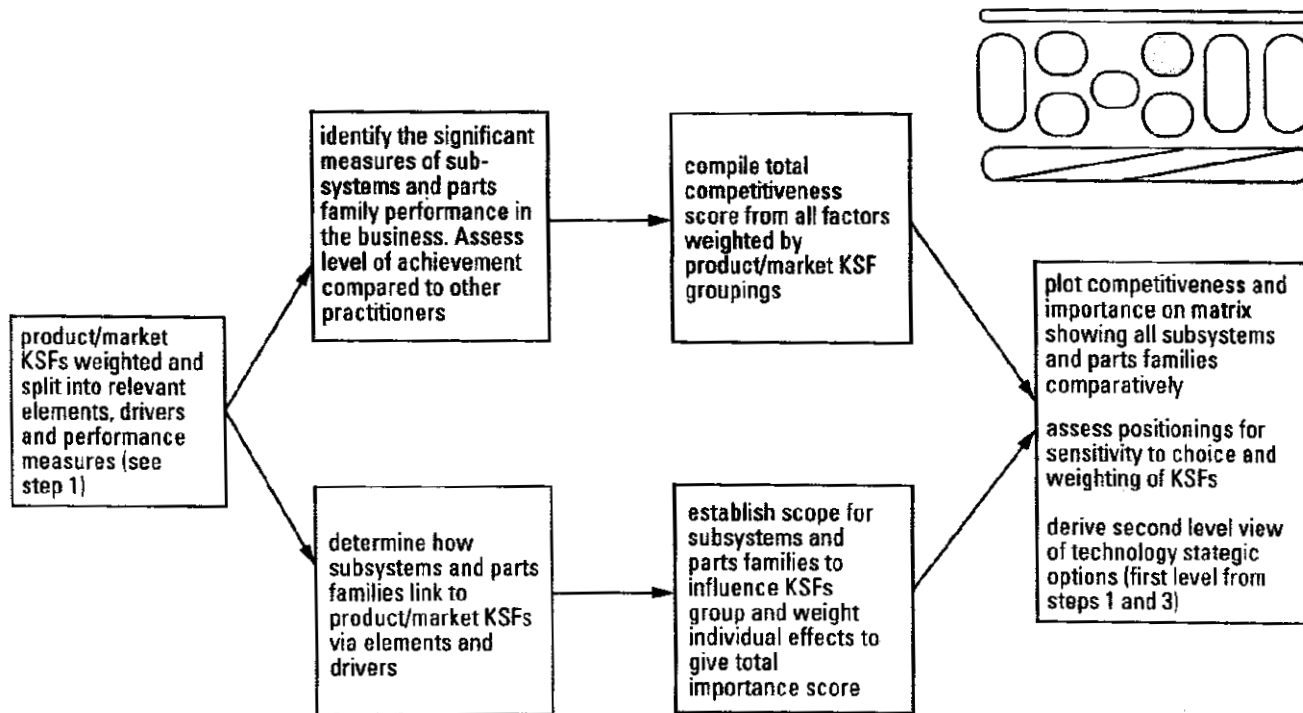 product/market
KSFs weighted and
split into relevant
elements, drivers
and performance
measures (see
step 1)
identify the significant
measures of sub-
systems and parts
family performance in
the business. Assess
level of achievement
compared to other
practitioners
compile total
competitiveness
score from all factors
weighted by
product/market KSF
groupings
determine how
subsystems and parts
families link to
product/market KSFs
via elements and
drivers
establish scope for
subsystems and
parts families to
influence KSFs
group and weight
individual effects to
give total
importance score
plot competitiveness and
importance on matrix
showing all subsystems
and parts families
comparatively
assess positionings for
sensitivity to choice and
weighting of KSFs
derive second level view
of technology stategic
options (first level from
steps 1 and 3)